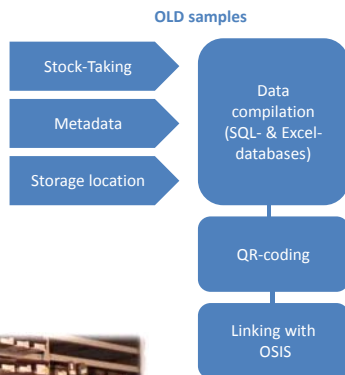 OLD samples
Stock-Taking
Metadata
Storage location
Data
compilation
(SQL- & Excel-
databases)
QR-coding
Linking with
OSIS